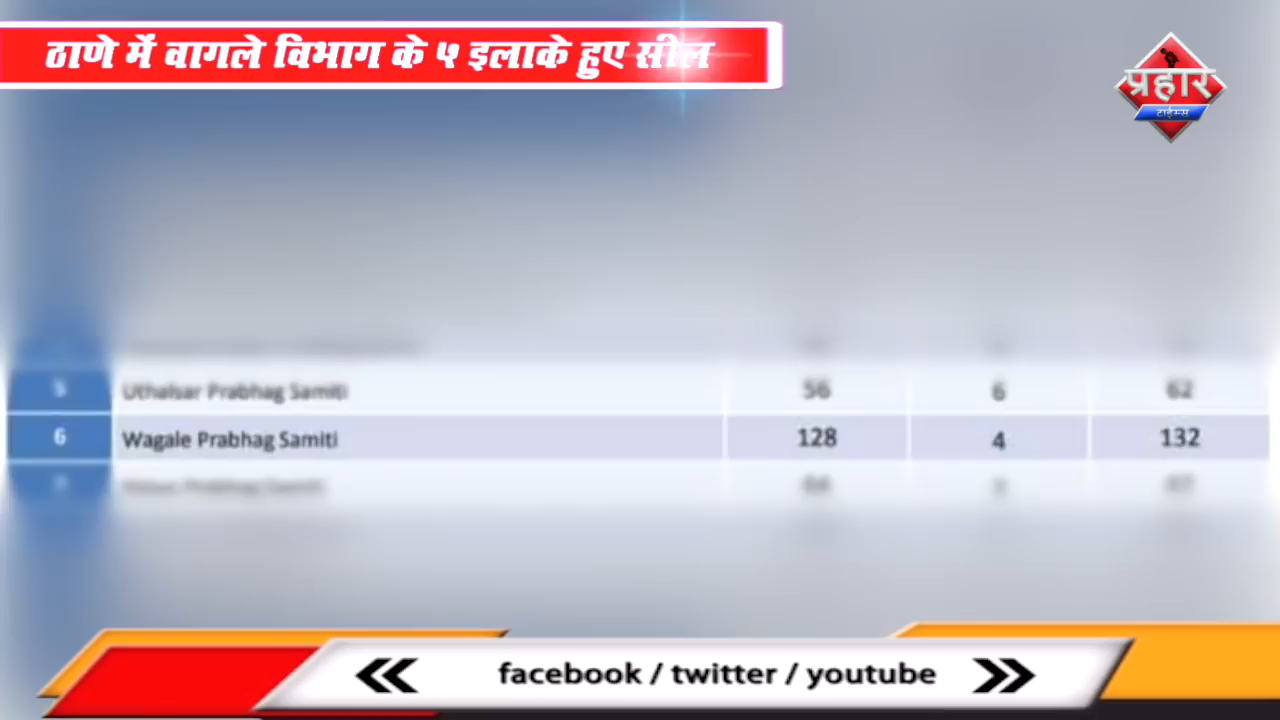 ठाणे में वागले विभाग के ५ इलाके हुए सील
प्रहार
टाईम्स
5 Uthalsar Prabhag Samiti 56 6 62
6 Wagale Prabhag Samiti 128 4 132
facebook / twitter / youtube